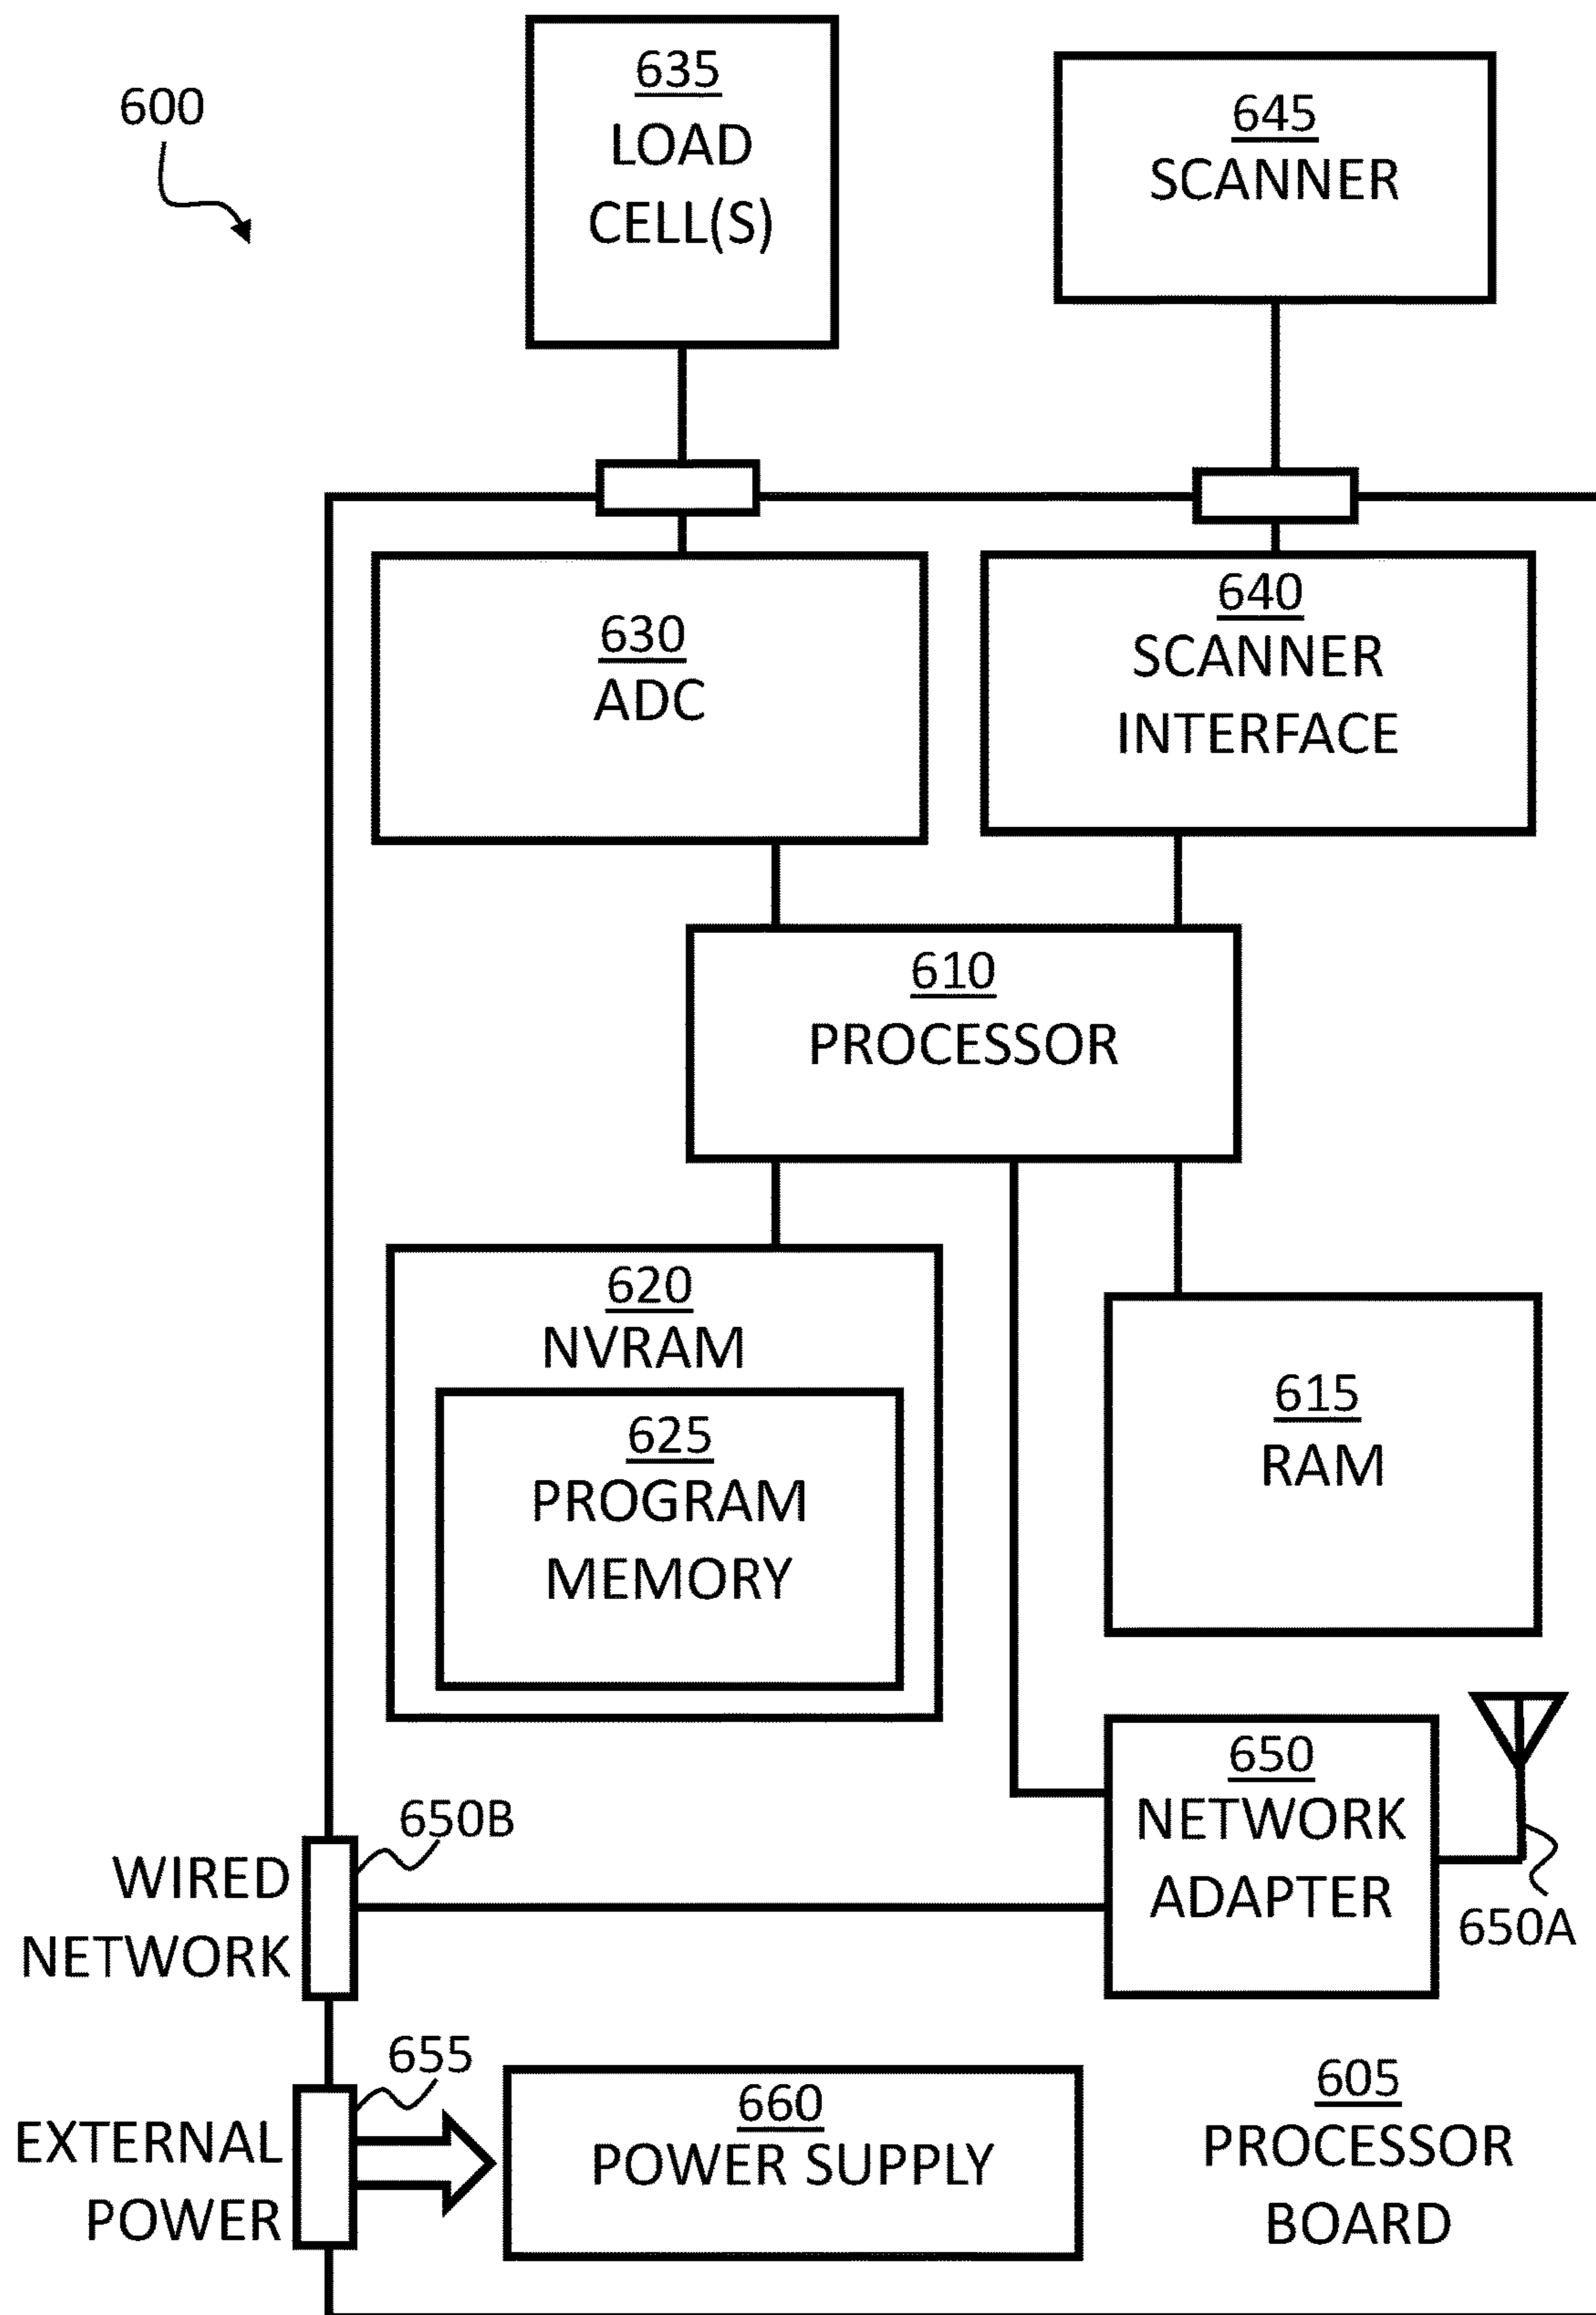 600
635
LOAD
CELL(S)
645
SCANNER
630
ADC
640
SCANNER
INTERFACE
610
PROCESSOR
620
NVRAM
625
PROGRAM
MEMORY
615
RAM
650B
WIRED
NETWORK
650
NETWORK
ADAPTER
650A
655
EXTERNAL
POWER
660
POWER SUPPLY
605
PROCESSOR
BOARD